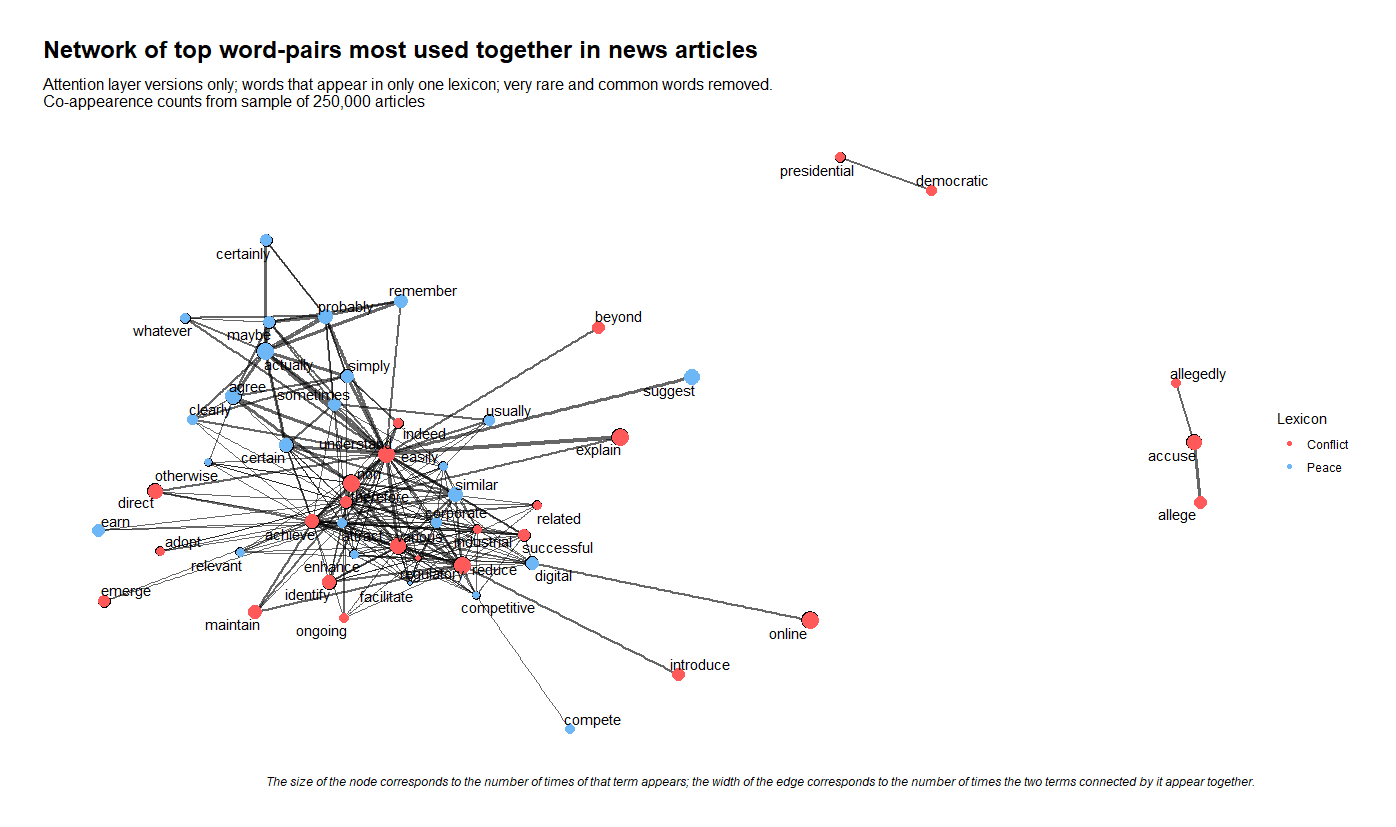 Network of top word-pairs most used together in news articles
Attention layer versions only; words that appear in only one lexicon; very rare and common words removed.
Co-appearence counts from sample of 250,000 articles
presidential
democratic
certainly
remember
probably
beyond
whatever
maybe
actually
simply
allegedly
agree
suggest
sometimes
clearly
usually
Lexicon
indeed
understand
Conflict
explain
accuse
certain
easily
Peace
otherwise
non
similar
direct
therefore
allege
corporate
related
earn
achieve
attract
various
industrial
adopt
successful
relevant
enhance
regulatory
reduce
digital
emerge
identify
facilitate
competitive
maintain
ongoing
online
introduce
compete
The size of the node corresponds to the number of times of that term appears; the width of the edge corresponds to the number of times the two terms connected by it appear together.